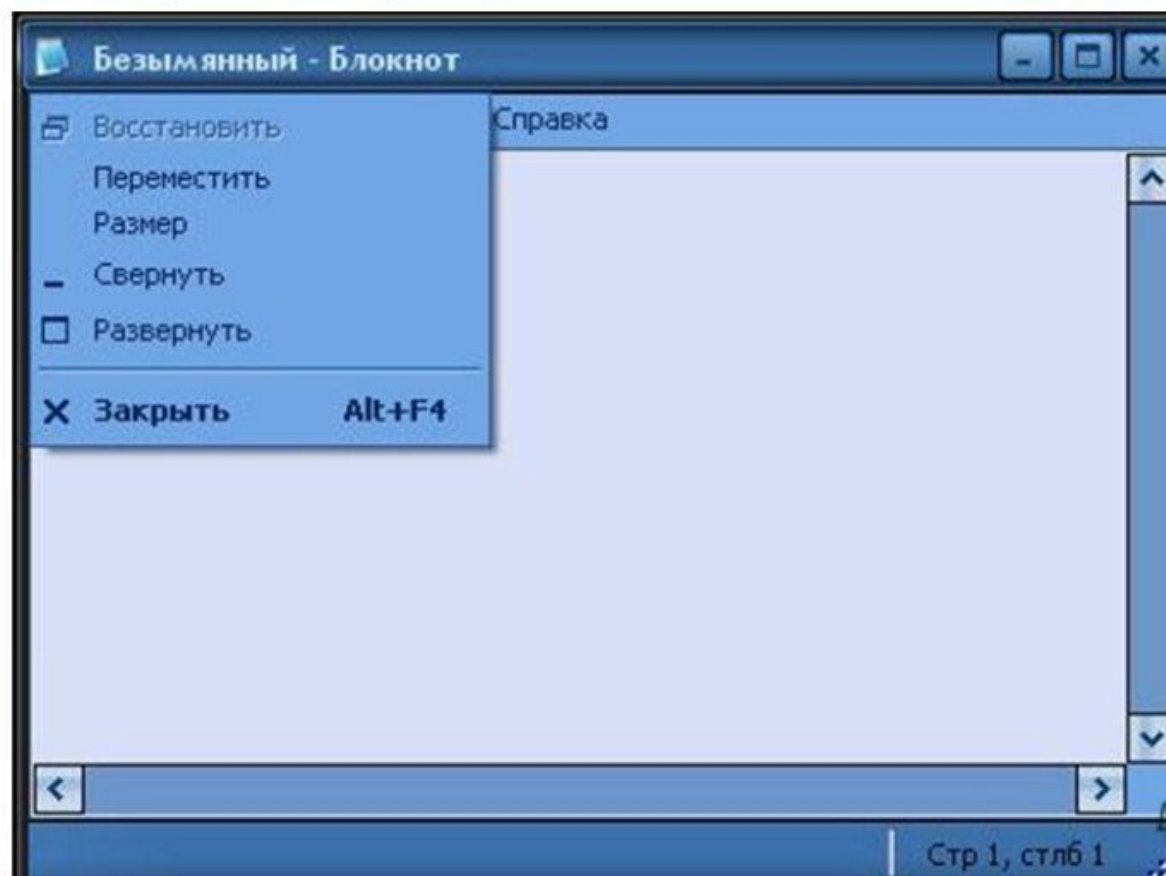 Безымянный - Блокнот
Справка
Восстановить
Переместить
Размер
Свернуть
Развернуть
Закрыть Alt+F4
Стр 1, стлб 1